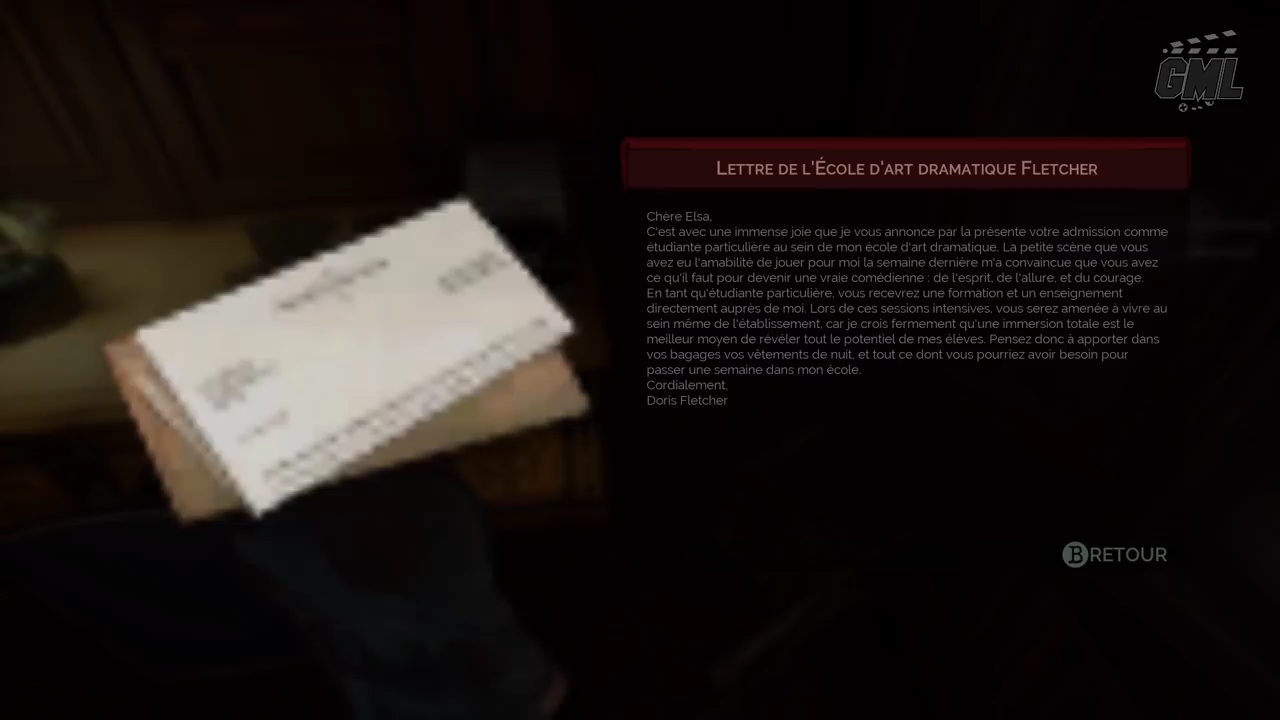 GML
Lettre de l'École d'art dramatique Fletcher
Chère Elsa,
C'est avec une immense joie que je vous annonce par la présente votre admission comme
étudiante particulière au sein de mon école d'art dramatique. La petite scène que vous
avez eu l'amabilité de jouer pour moi la semaine dernière m'a convaincue que vous avez
ce qu'il faut pour devenir une vraie comédienne : de l'esprit, de l'allure, et du courage.
En tant qu'étudiante particulière, vous recevrez une formation et un enseignement
directement auprès de moi. Lors de ces sessions intensives, vous serez amenée à vivre au
sein même de l'établissement, car je crois fermement qu'une immersion totale est le
meilleur moyen de révéler tout le potentiel de mes élèves. Pensez donc à apporter dans
vos bagages vos vêtements de nuit, et tout ce dont vous pourriez avoir besoin pour
passer une semaine dans mon école.
Cordialement,
Doris Fletcher
B RETOUR